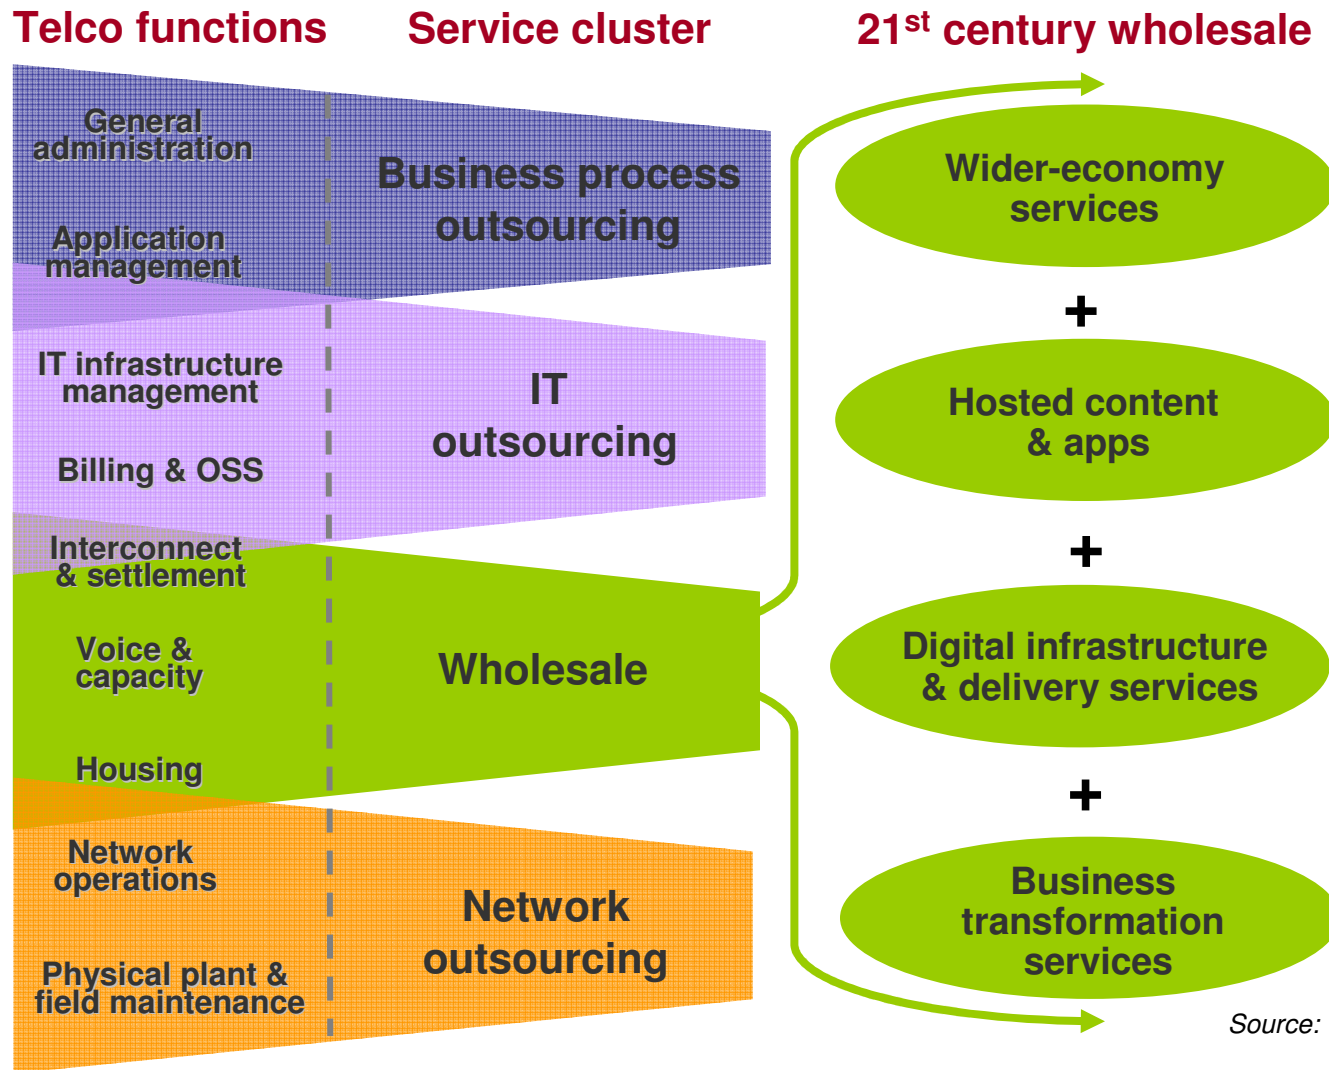 Telco functions
Service cluster
21st century wholesale
General
administration
Application
management
Business process
outsourcing
IT infrastructure
management
Billing & OSS
IT
outsourcing
Interconnect
& settlement
Voice &
capacity
Housing
Wholesale
Network
operations
Physical plant &
field maintenance
Network
outsourcing
Wider-economy
services
+
Hosted content
& apps
+
Digital infrastructure
& delivery services
+
Business
transformation
services
Source: